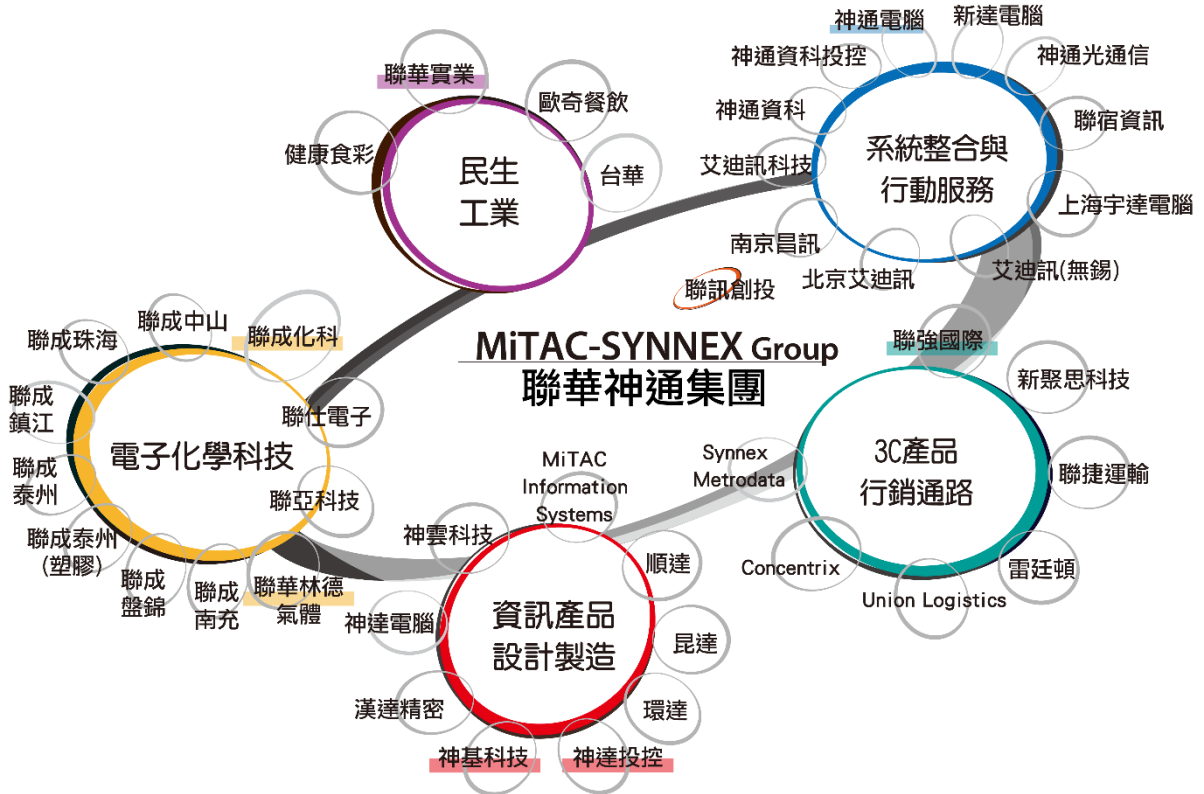 神通電腦
新達電腦
神通資科投控
神通光通信
聯華實業
歐奇餐飲
神通資科
聯宿資訊
健康食彩
民生
工業
台華
艾迪訊科技
系統整合與
行動服務
上海宇達電腦
南京昌訊
北京艾迪訊
艾迪訊(無錫)
聯訊創投
MiTAC-SYNNEX Group
聯華神通集團
聯成中山
聯成珠海
聯成化科
聯成
鎮江
聯仕電子
電子化學科技
聯成
泰州
聯亞科技
聯成泰州
(塑膠)
聯成
盤錦
聯成
南充
聯華林德
氣體
聯強國際
新聚思科技
Synnex
Metrodata
3C產品
行銷通路
聯捷運輸
Concentrix
Union Logistics
雷廷頓
MiTAC
Information
Systems
神雲科技
順達
神達電腦
資訊產品
設計製造
昆達
漢達精密
環達
神基科技
神達投控